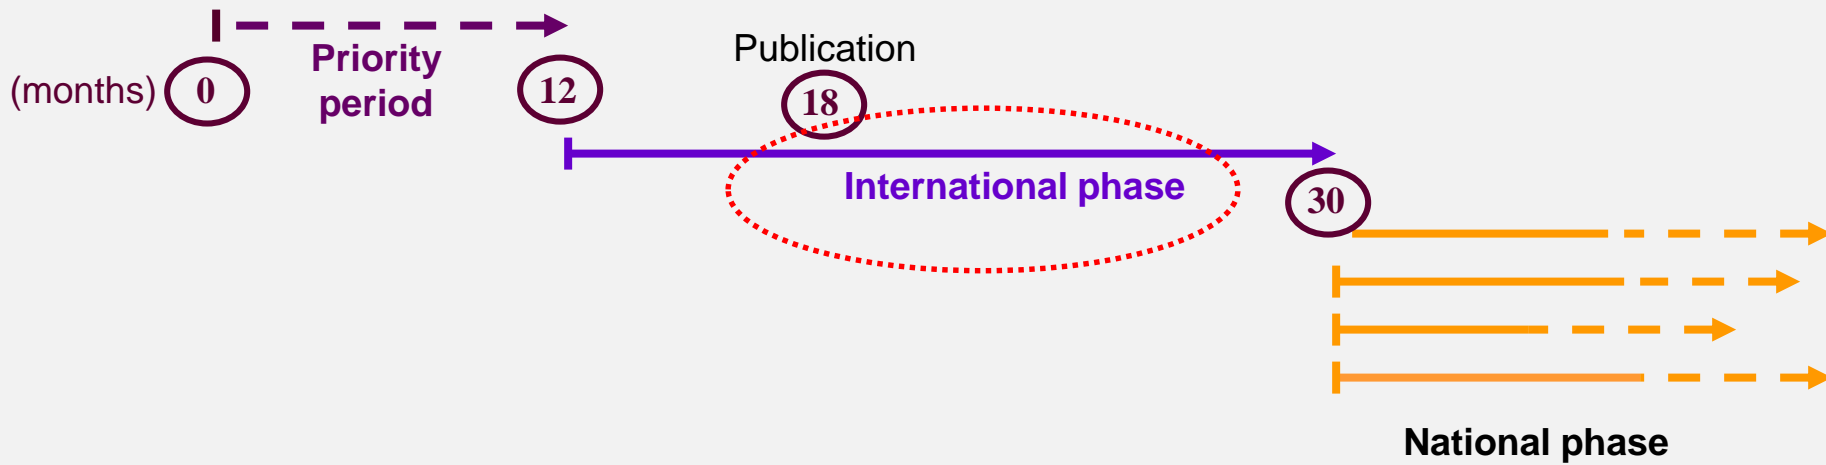 Publication
Priority
period
(months)
0
12
18
International phase
30
National phase